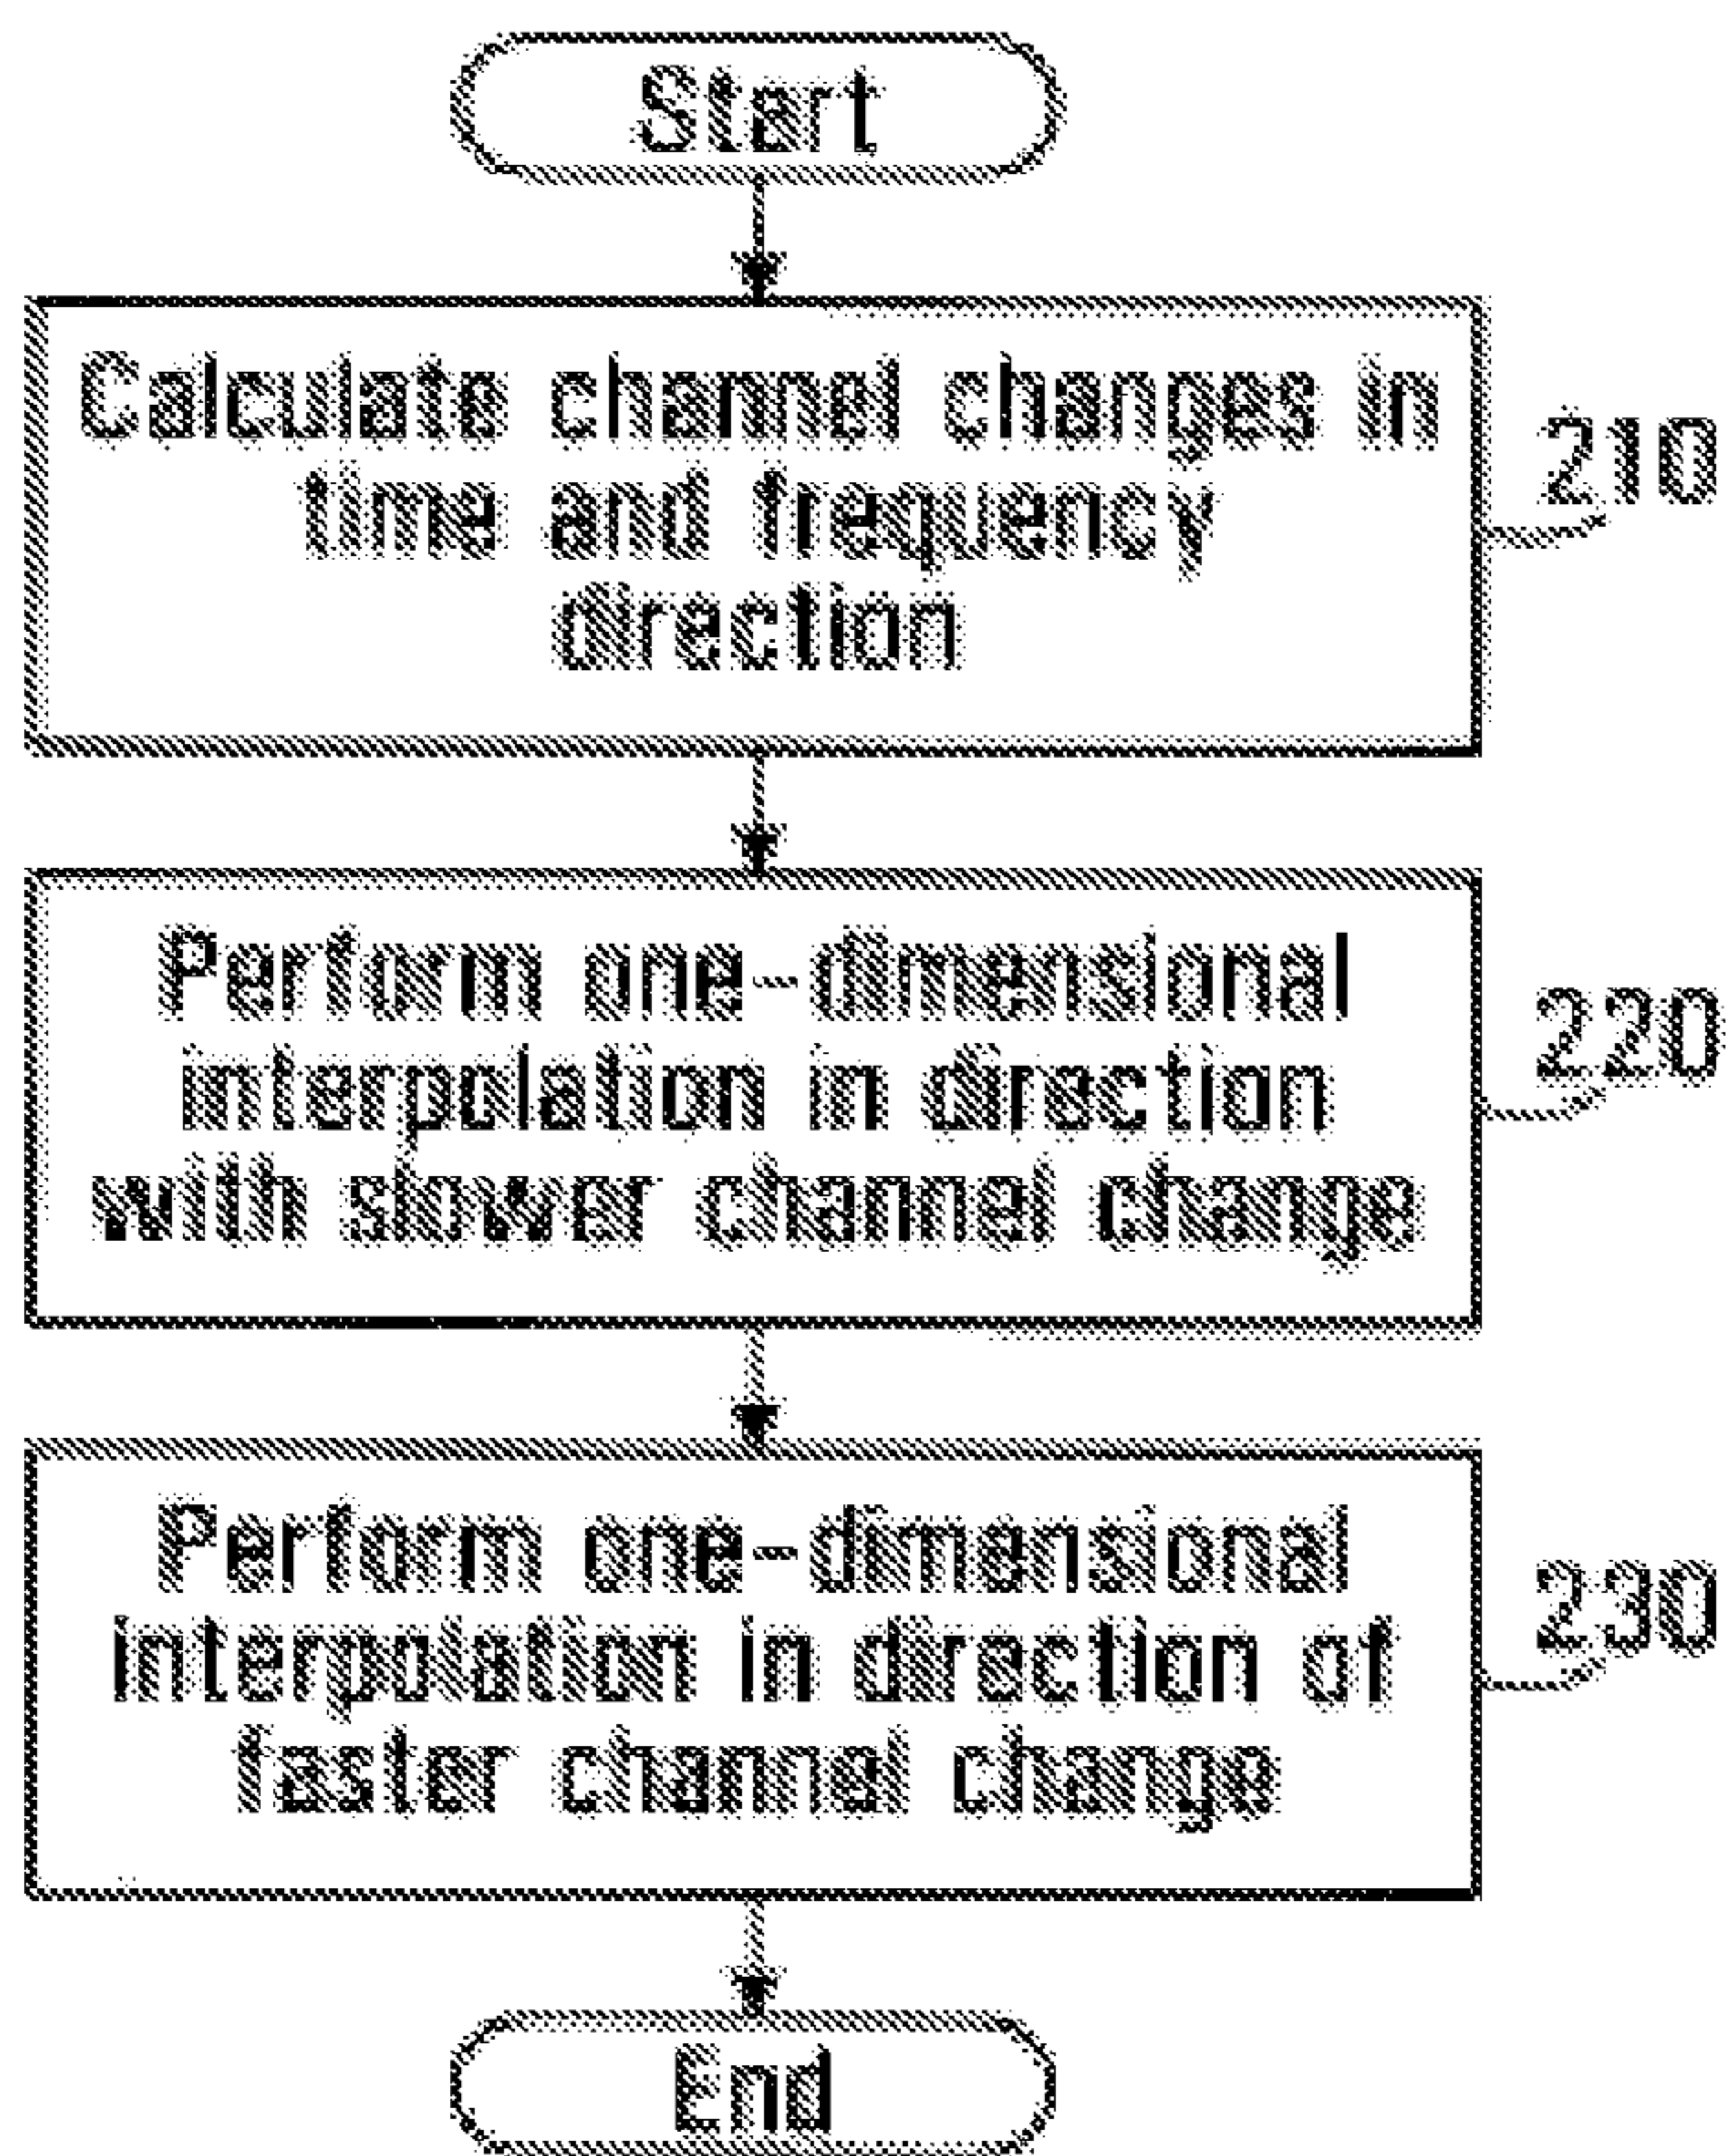 Start
Calculate channel changes in
time and frequency
direction
210
Perform one-dimensional
interpolation in direction
with slower channel change
220
Perform one-dimensional
interpolation in direction of
faster channel change
230
End